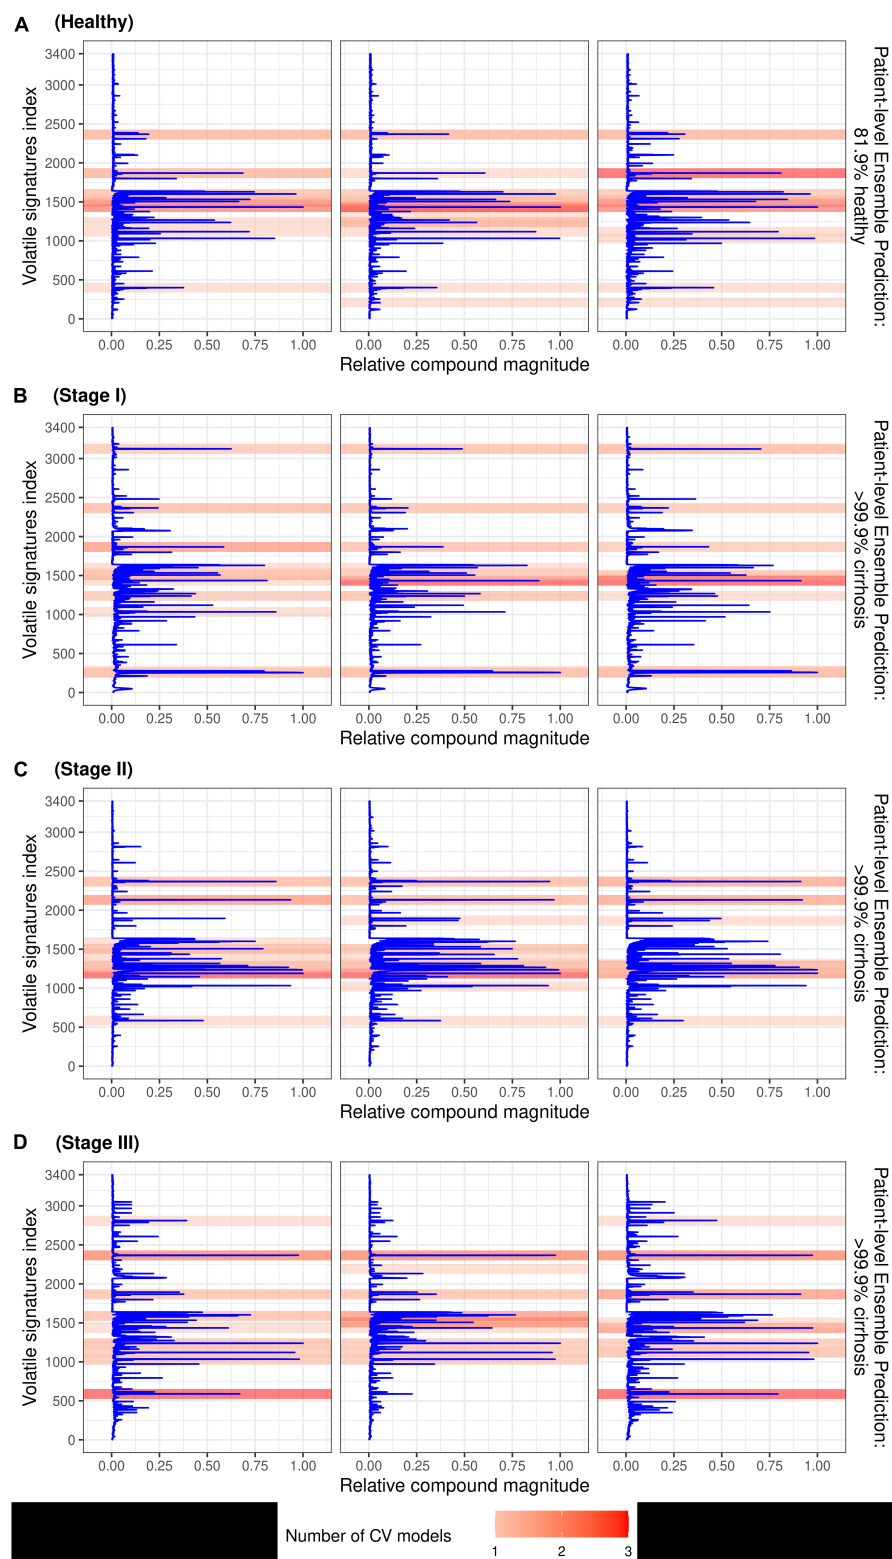 A (Healthy)
Volatile signatures index
3400
3000
2500
2000
1500
1000
500
0
0.00 0.25 0.50 0.75 1.00 0.00 0.25 0.50 0.75 1.00 0.00 0.25 0.50 0.75 1.00
Relative compound magnitude
Patient-level Ensemble Prediction:
81.9% heatlhy
B (Stage I)
Volatile signatures index
3400
3000
2500
2000
1500
1000
500
0
0.00 0.25 0.50 0.75 1.00 0.00 0.25 0.50 0.75 1.00 0.00 0.25 0.50 0.75 1.00
Relative compound magnitude
Patient-level Ensemble Prediction:
>99.9% cirrhosis
C (Stage II)
Volatile signatures index
3400
3000
2500
2000
1500
1000
500
0
0.00 0.25 0.50 0.75 1.00 0.00 0.25 0.50 0.75 1.00 0.00 0.25 0.50 0.75 1.00
Relative compound magnitude
Patient-level Ensemble Prediction:
>99.9% cirrhosis
D (Stage III)
Volatile signatures index
3400
3000
2500
2000
1500
1000
500
0
0.00 0.25 0.50 0.75 1.00 0.00 0.25 0.50 0.75 1.00 0.00 0.25 0.50 0.75 1.00
Relative compound magnitude
Patient-level Ensemble Prediction:
>99.9% cirrhosis
Number of CV models
1 2 3